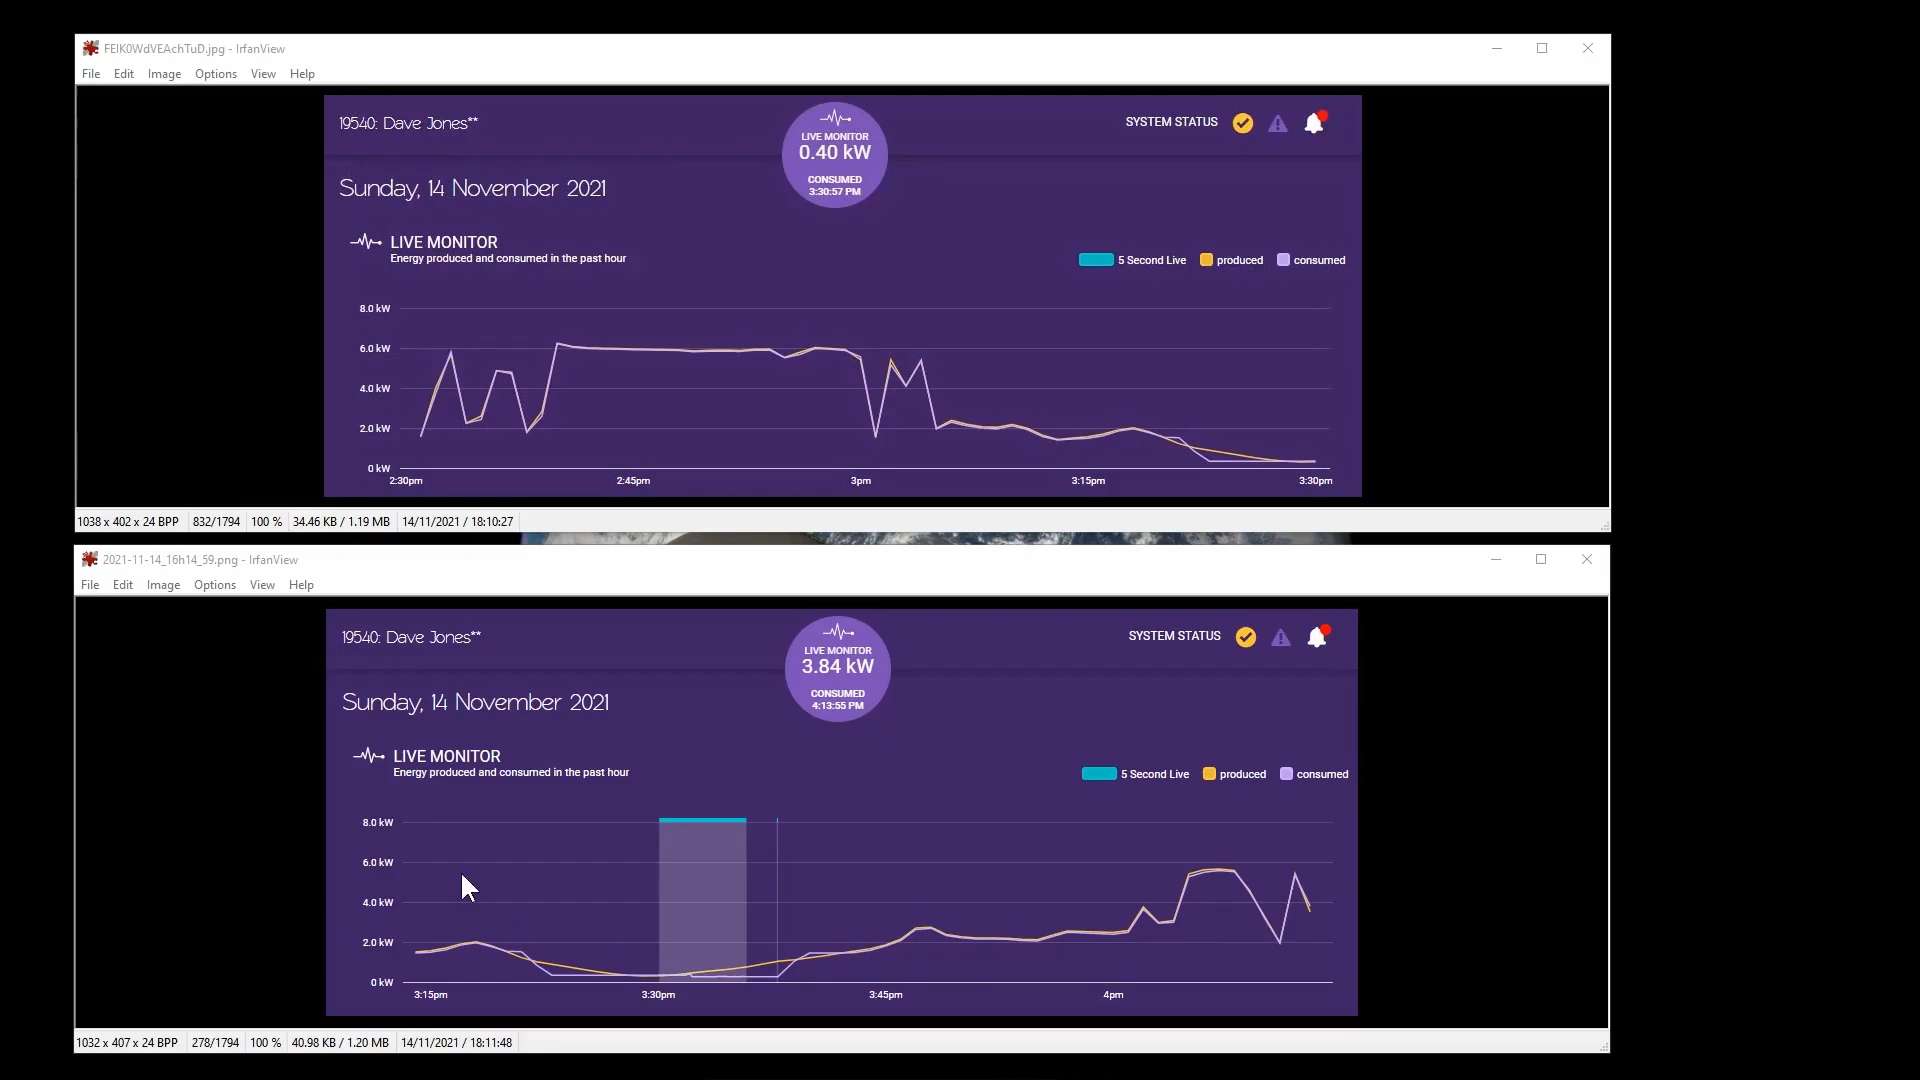 FElK0WdVEAchTuD.jpg - IrfanView
File Edit Image Options View Help
19540: Dave Jones**
LIVE MONITOR
0.40 kW
CONSUMED
3:30:57 PM
SYSTEM STATUS
Sunday, 14 November 2021
LIVE MONITOR
Energy produced and consumed in the past hour
5 Second Live produced consumed
8.0 kW
6.0 kW
4.0 kW
2.0 kW
0 kW
2:30pm 2:45pm 3pm 3:15pm 3:30pm
1038 x 402 x 24 BPP 832/1794 100 % 34.46 KB / 1.19 MB 14/11/2021 / 18:10:27
2021-11-14_16h14_59.png - IrfanView
File Edit Image Options View Help
19540: Dave Jones**
LIVE MONITOR
3.84 kW
CONSUMED
4:13:55 PM
SYSTEM STATUS
Sunday, 14 November 2021
LIVE MONITOR
Energy produced and consumed in the past hour
5 Second Live produced consumed
8.0 kW
6.0 kW
4.0 kW
2.0 kW
0 kW
3:15pm 3:30pm 3:45pm 4pm
1032 x 407 x 24 BPP 278/1794 100 % 40.98 KB / 1.20 MB 14/11/2021 / 18:11:48